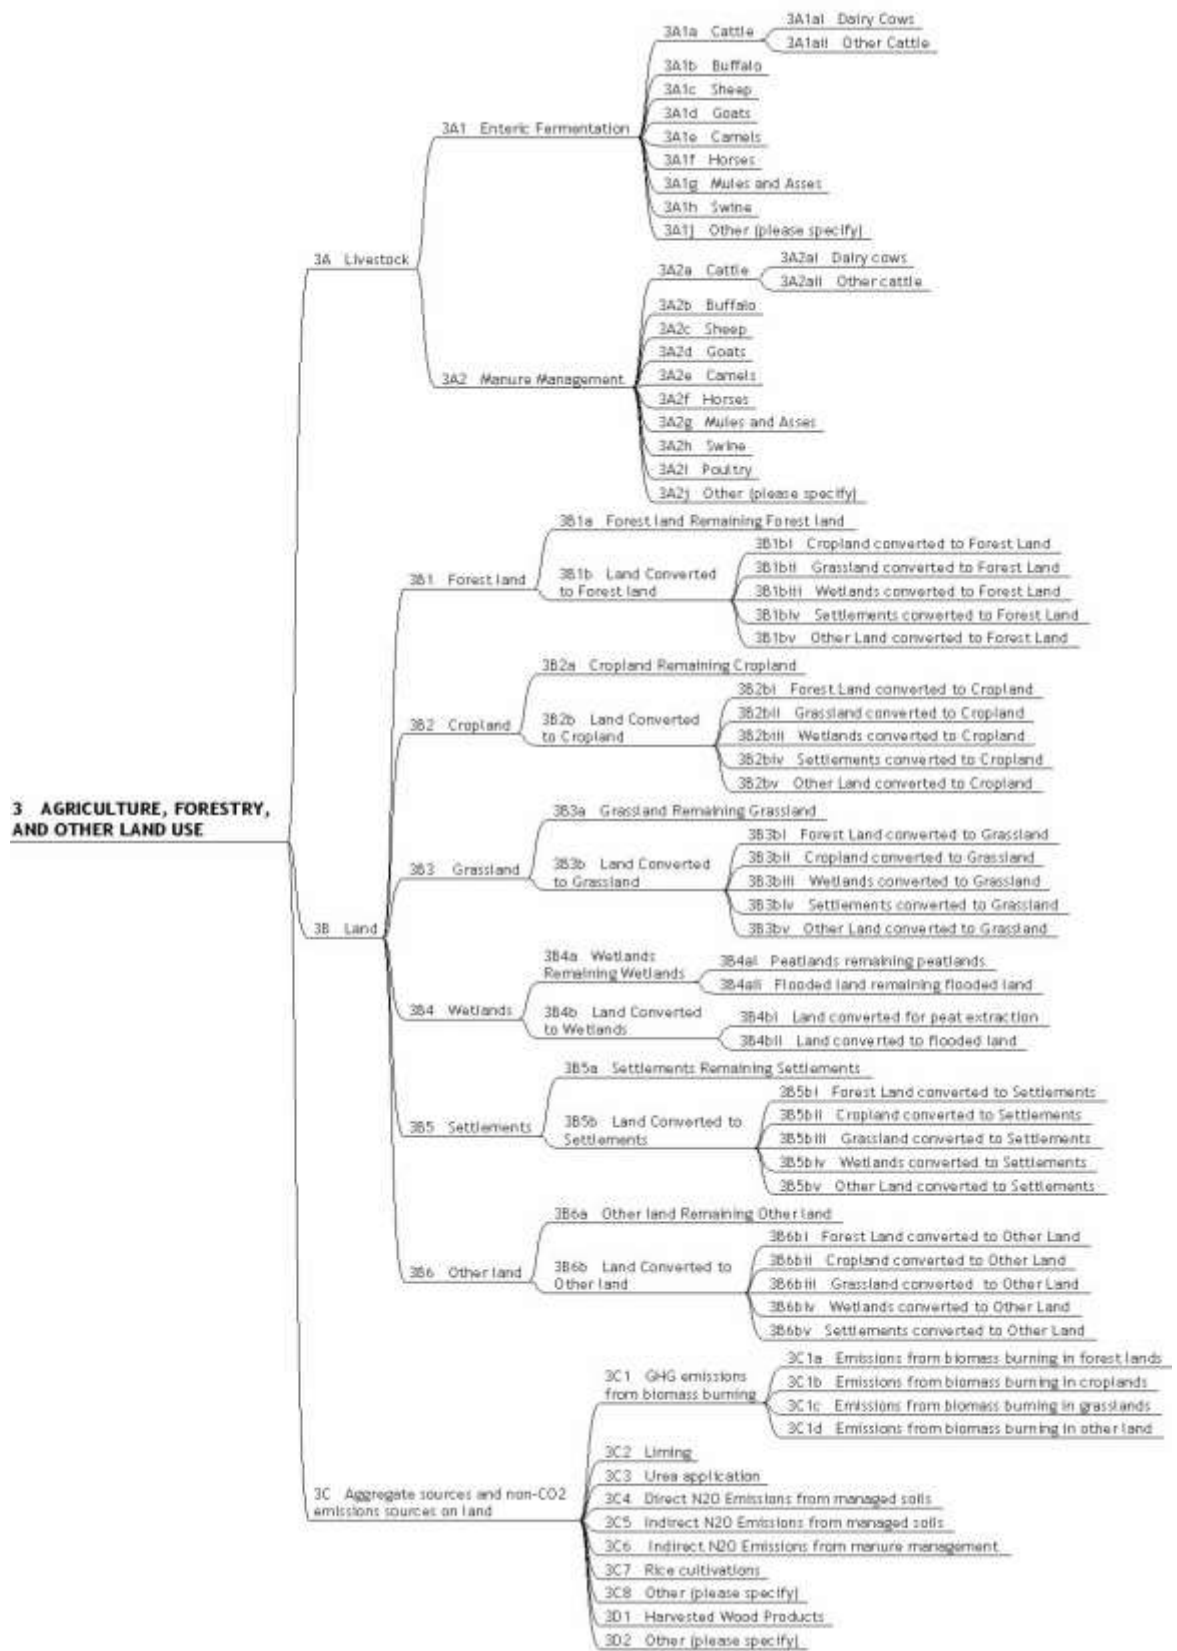 3A1ai Dairy Cows
3A1a Cattle
3A1aii Other Cattle
3A1b Buffalo
3A1c Sheep
3A1d Goats
3A1 Enteric Fermentation
3A1e Camels
3A1f Horses
3A1g Mules and Asses
3A1h Swine
3A1j Other (please specify)
3A Livestock
3A2ai Dairy cows
3A2a Cattle
3A2aii Other cattle
3A2b Buffalo
3A2c Sheep
3A2d Goats
3A2 Manure Management
3A2e Camels
3A2f Horses
3A2g Mules and Asses
3A2h Swine
3A2i Poultry
3A2j Other (please specify)
3B1a Forest land Remaining Forest land
3B1bi Cropland converted to Forest Land
3B1 Forest land
3B1b Land Converted
to Forest land
3B1bii Grassland converted to Forest Land
3B1biii Wetlands converted to Forest Land
3B1biv Settlements converted to Forest Land
3B1bv Other Land converted to Forest Land
3B2a Cropland Remaining Cropland
3B2bi Forest Land converted to Cropland
3B2 Cropland
3B2b Land Converted
to Cropland
3B2bii Grassland converted to Cropland
3B2biii Wetlands converted to Cropland
3B2biv Settlements converted to Cropland
3B2bv Other Land converted to Cropland
3 AGRICULTURE, FORESTRY,
AND OTHER LAND USE
3B3a Grassland Remaining Grassland
3B3bi Forest Land converted to Grassland
3B3 Grassland
3B3b Land Converted
to Grassland
3B3bii Cropland converted to Grassland
3B3biii Wetlands converted to Grassland
3B3biv Settlements converted to Grassland
3B3bv Other Land converted to Grassland
3B Land
3B4a Wetlands
Remaining Wetlands
3B4ai Peatlands remaining peatlands
3B4aii Flooded land remaining flooded land
3B4 Wetlands
3B4b Land Converted
to Wetlands
3B4bi Land converted for peat extraction
3B4bii Land converted to flooded land
3B5a Settlements Remaining Settlements
3B5bi Forest Land converted to Settlements
3B5 Settlements
3B5b Land Converted to
Settlements
3B5bii Cropland converted to Settlements
3B5biii Grassland converted to Settlements
3B5biv Wetlands converted to Settlements
3B5bv Other Land converted to Settlements
3B6a Other land Remaining Other land
3B6bi Forest Land converted to Other Land
3B6 Other land
3B6b Land Converted to
Other land
3B6bii Cropland converted to Other Land
3B6biii Grassland converted to Other Land
3B6biv Wetlands converted to Other Land
3B6bv Settlements converted to Other Land
3C1 GHG emissions
from biomass burning
3C1a Emissions from biomass burning in forest lands
3C1b Emissions from biomass burning in croplands
3C1c Emissions from biomass burning in grasslands
3C1d Emissions from biomass burning in other land
3C2 Liming
3C3 Urea application
3C Aggregate sources and non-CO2
emissions sources on land
3C4 Direct N2O Emissions from managed soils
3C5 Indirect N2O Emissions from managed soils
3C6 Indirect N2O Emissions from manure management
3C7 Rice cultivations
3C8 Other (please specify)
3D1 Harvested Wood Products
3D2 Other (please specify)